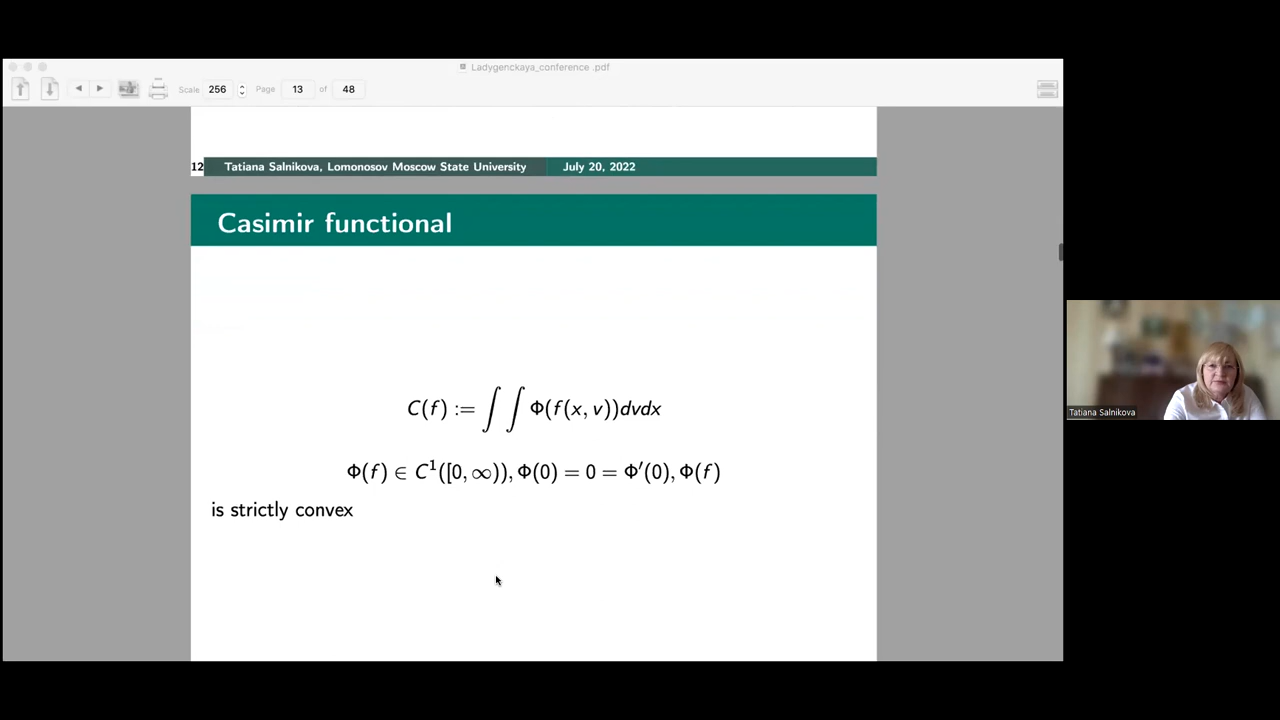 Ladygenckaya_conference .pdf
Scale 256 Page 13 of 48
12 Tatiana Salnikova, Lomonosov Moscow State University July 20, 2022
Casimir functional
C(f) := ∫ ∫ Φ(f(x, v))dvdx
Φ(f) ∈ C¹([0, ∞)), Φ(0) = 0 = Φ′(0), Φ(f)
is strictly convex
Tatiana Salnikova